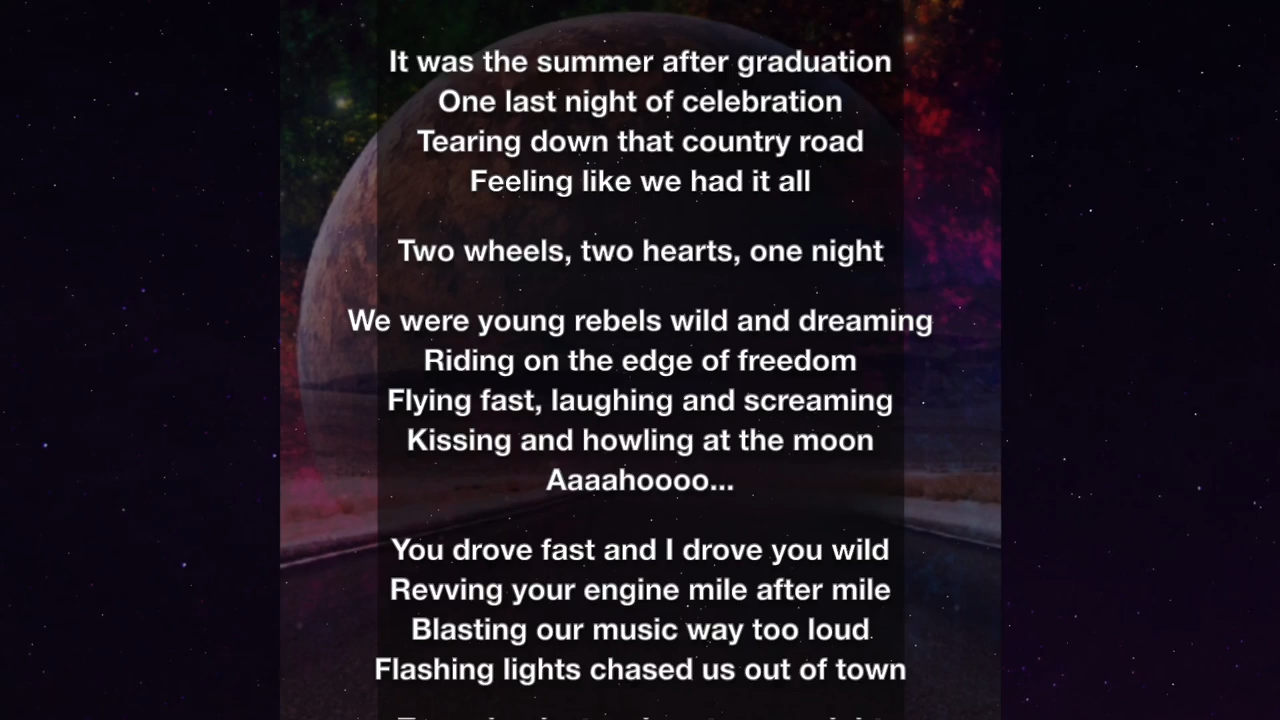 It was the summer after graduation
One last night of celebration
Tearing down that country road
Feeling like we had it all
Two wheels, two hearts, one night
We were young rebels wild and dreaming
Riding on the edge of freedom
Flying fast, laughing and screaming
Kissing and howling at the moon
Aaaahoooo...
You drove fast and I drove you wild
Revving your engine mile after mile
Blasting our music way too loud
Flashing lights chased us out of town